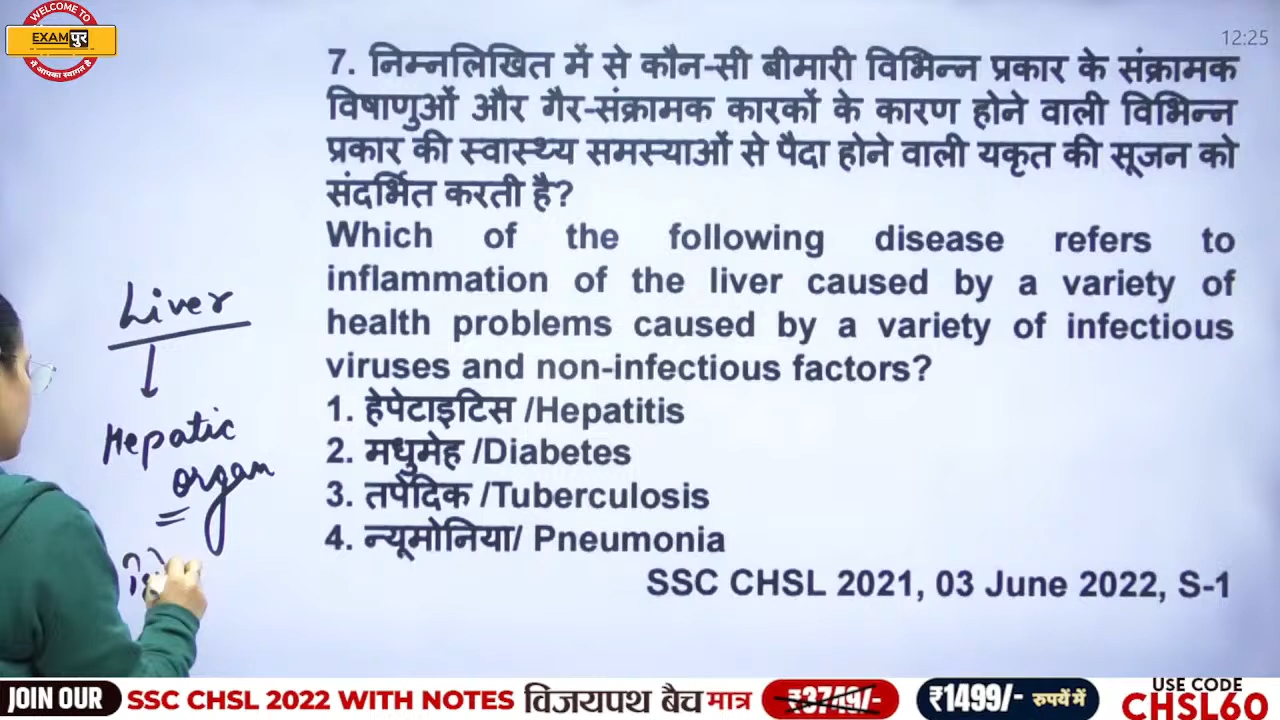 WELCOME TO
EXAMपुर
में आपका स्वागत है
12:25
7. निम्नलिखित में से कौन-सी बीमारी विभिन्न प्रकार के संक्रामक
विषाणुओं और गैर-संक्रामक कारकों के कारण होने वाली विभिन्न
प्रकार की स्वास्थ्य समस्याओं से पैदा होने वाली यकृत की सूजन को
संदर्भित करती है?
Which of the following disease refers to
inflammation of the liver caused by a variety of
health problems caused by a variety of infectious
viruses and non-infectious factors?
1. हेपेटाइटिस /Hepatitis
2. मधुमेह /Diabetes
3. तपेदिक /Tuberculosis
4. न्यूमोनिया/ Pneumonia
SSC CHSL 2021, 03 June 2022, S-1
Liver
Hepatic
organ
JOIN OUR SSC CHSL 2022 WITH NOTES विजयपथ बैच मात्र ₹3749/- ₹1499/- रुपयें में
USE CODE
CHSL60